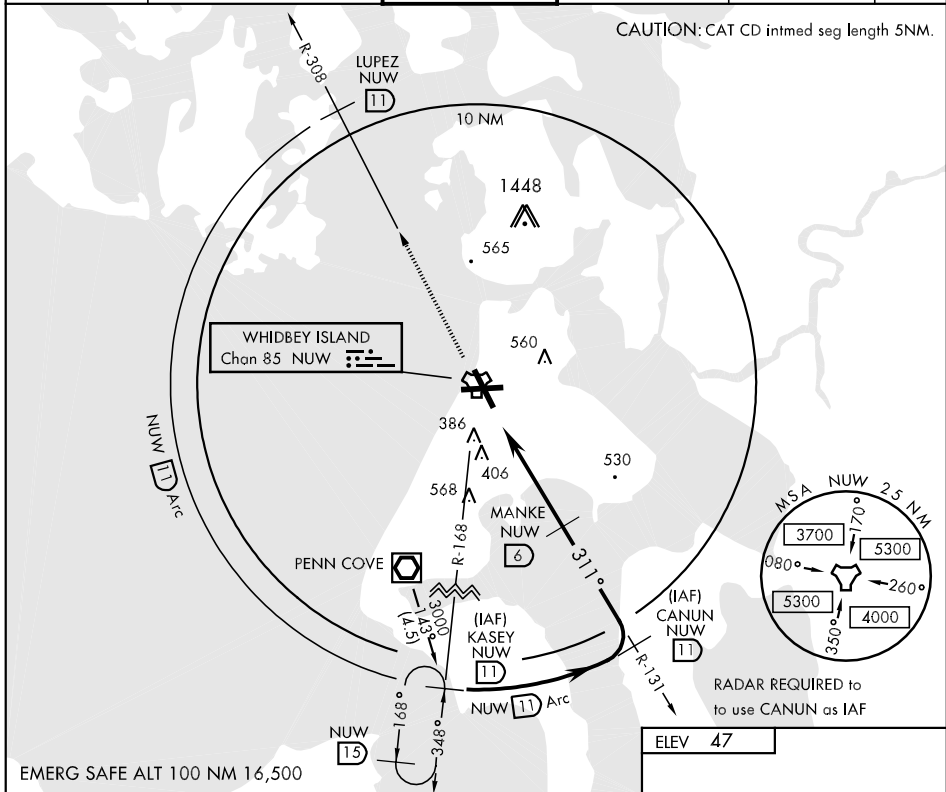 CAUTION: CAT CD intmed seg length 5NM.
R-308
LUPEZ
NUW
11
10 NM
1448
565
WHIDBEY ISLAND
Chan 85 NUW
560
NUW 11 Arc
386
406
530
568
R-168
MANKE
NUW
6
311°
MSA NUW 25 NM
3700
170°
5300
080°
260°
5300
4000
350°
PENN COVE
3000
143°
(4.5)
(IAF)
KASEY
NUW
11
(IAF)
CANUN
NUW
11
R-131
NUW 11 Arc
RADAR REQUIRED to
to use CANUN as IAF
168°
348°
NUW
15
ELEV 47
EMERG SAFE ALT 100 NM 16,500